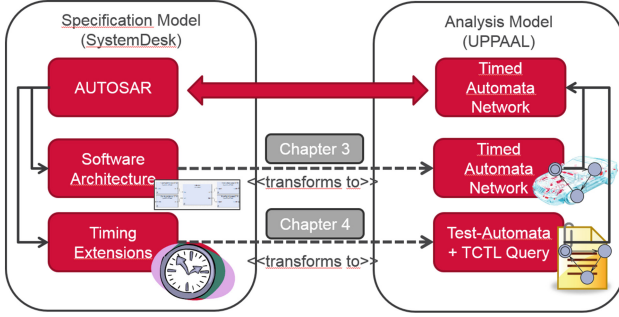 Specification Model
(SystemDesk)
Analysis Model
(UPPAAL)
AUTOSAR
Timed
Automata
Network
Software
Architecture
Chapter 3
<<transforms to>>
Timed
Automata
Network
Timing
Extensions
Chapter 4
<<transforms to>>
Test-Automata
+ TCTL Query